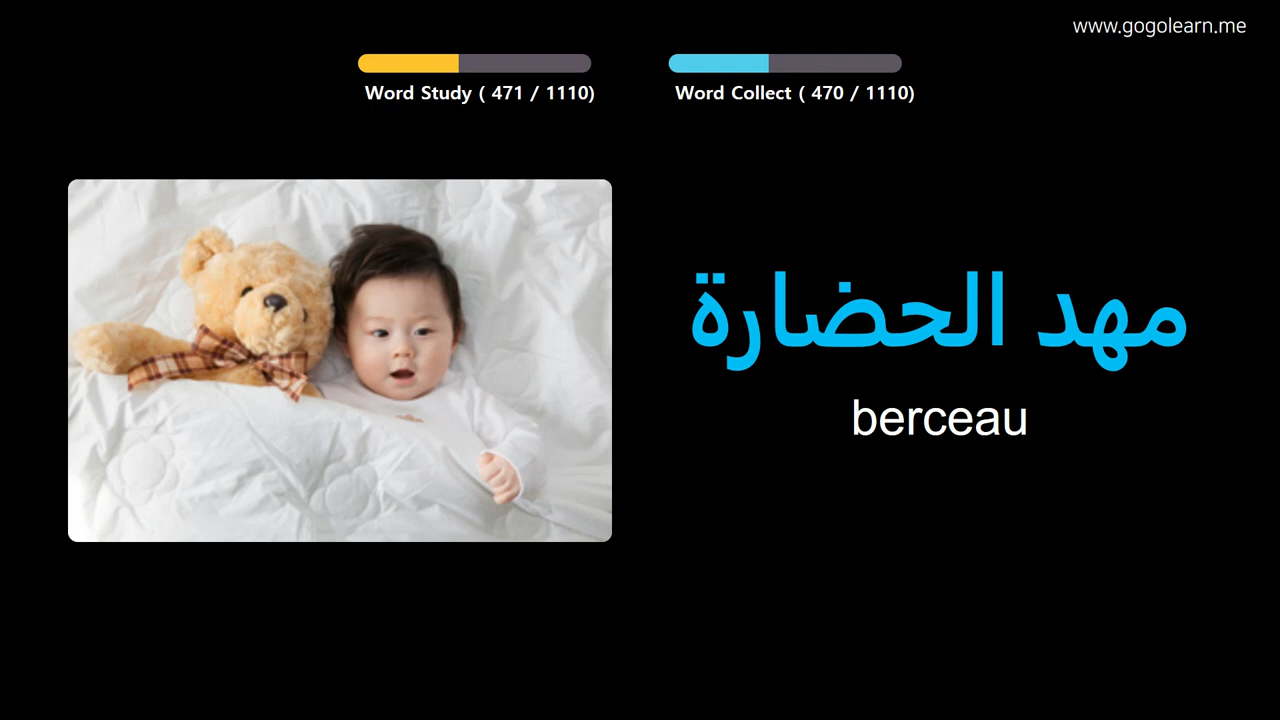 www.gogolearn.me
Word Study ( 471 / 1110)
Word Collect ( 470 / 1110)
مهد الحضارة
berceau